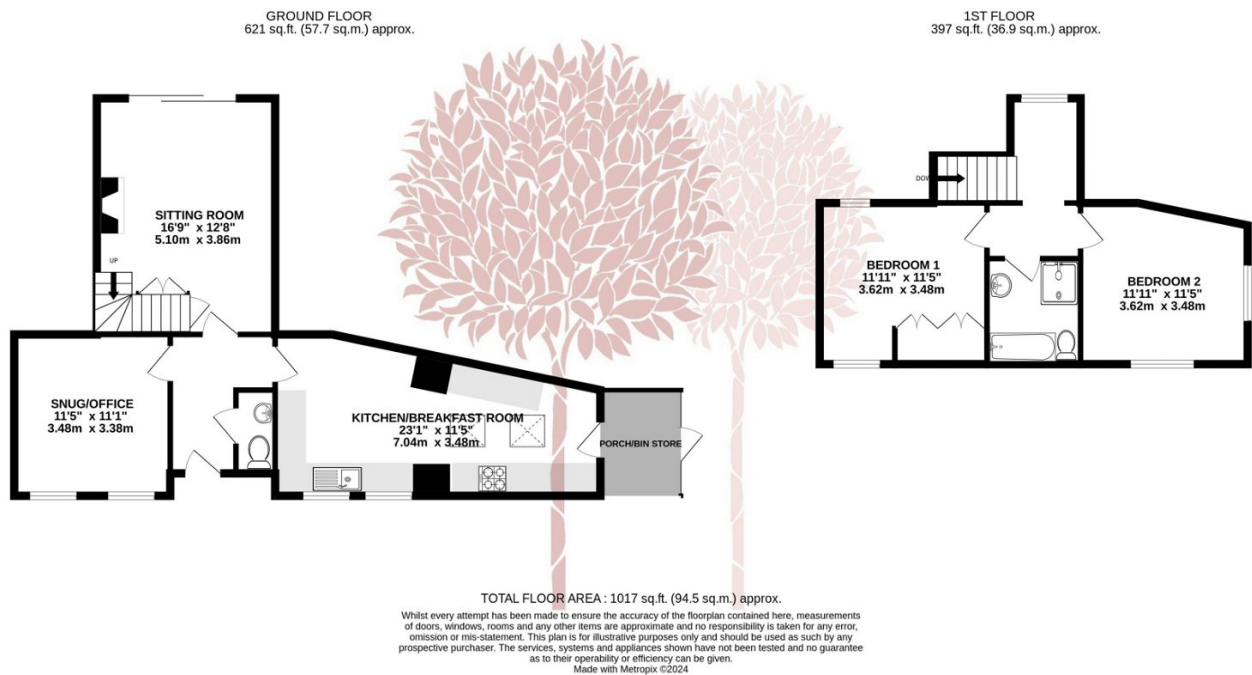 GROUND FLOOR
621 sq.ft. (57.7 sq.m.) approx.
1ST FLOOR
397 sq.ft. (36.9 sq.m.) approx.
SITTING ROOM
16'9" x 12'8"
5.10m x 3.86m
UP
SNUG/OFFICE
11'5" x 11'1"
3.48m x 3.38m
KITCHEN/BREAKFAST ROOM
23'1" x 11'5"
7.04m x 3.48m
PORCH/BIN STORE
DOW
BEDROOM 1
11'11" x 11'5"
3.62m x 3.48m
BEDROOM 2
11'11" x 11'5"
3.62m x 3.48m
TOTAL FLOOR AREA : 1017 sq.ft. (94.5 sq.m.) approx.
Whilst every attempt has been made to ensure the accuracy of the floorplan contained here, measurements
of doors, windows, rooms and any other items are approximate and no responsibility is taken for any error,
omission or mis-statement. This plan is for illustrative purposes only and should be used as such by any
prospective purchaser. The services, systems and appliances shown have not been tested and no guarantee
as to their operability or efficiency can be given.
Made with Metropix ©2024